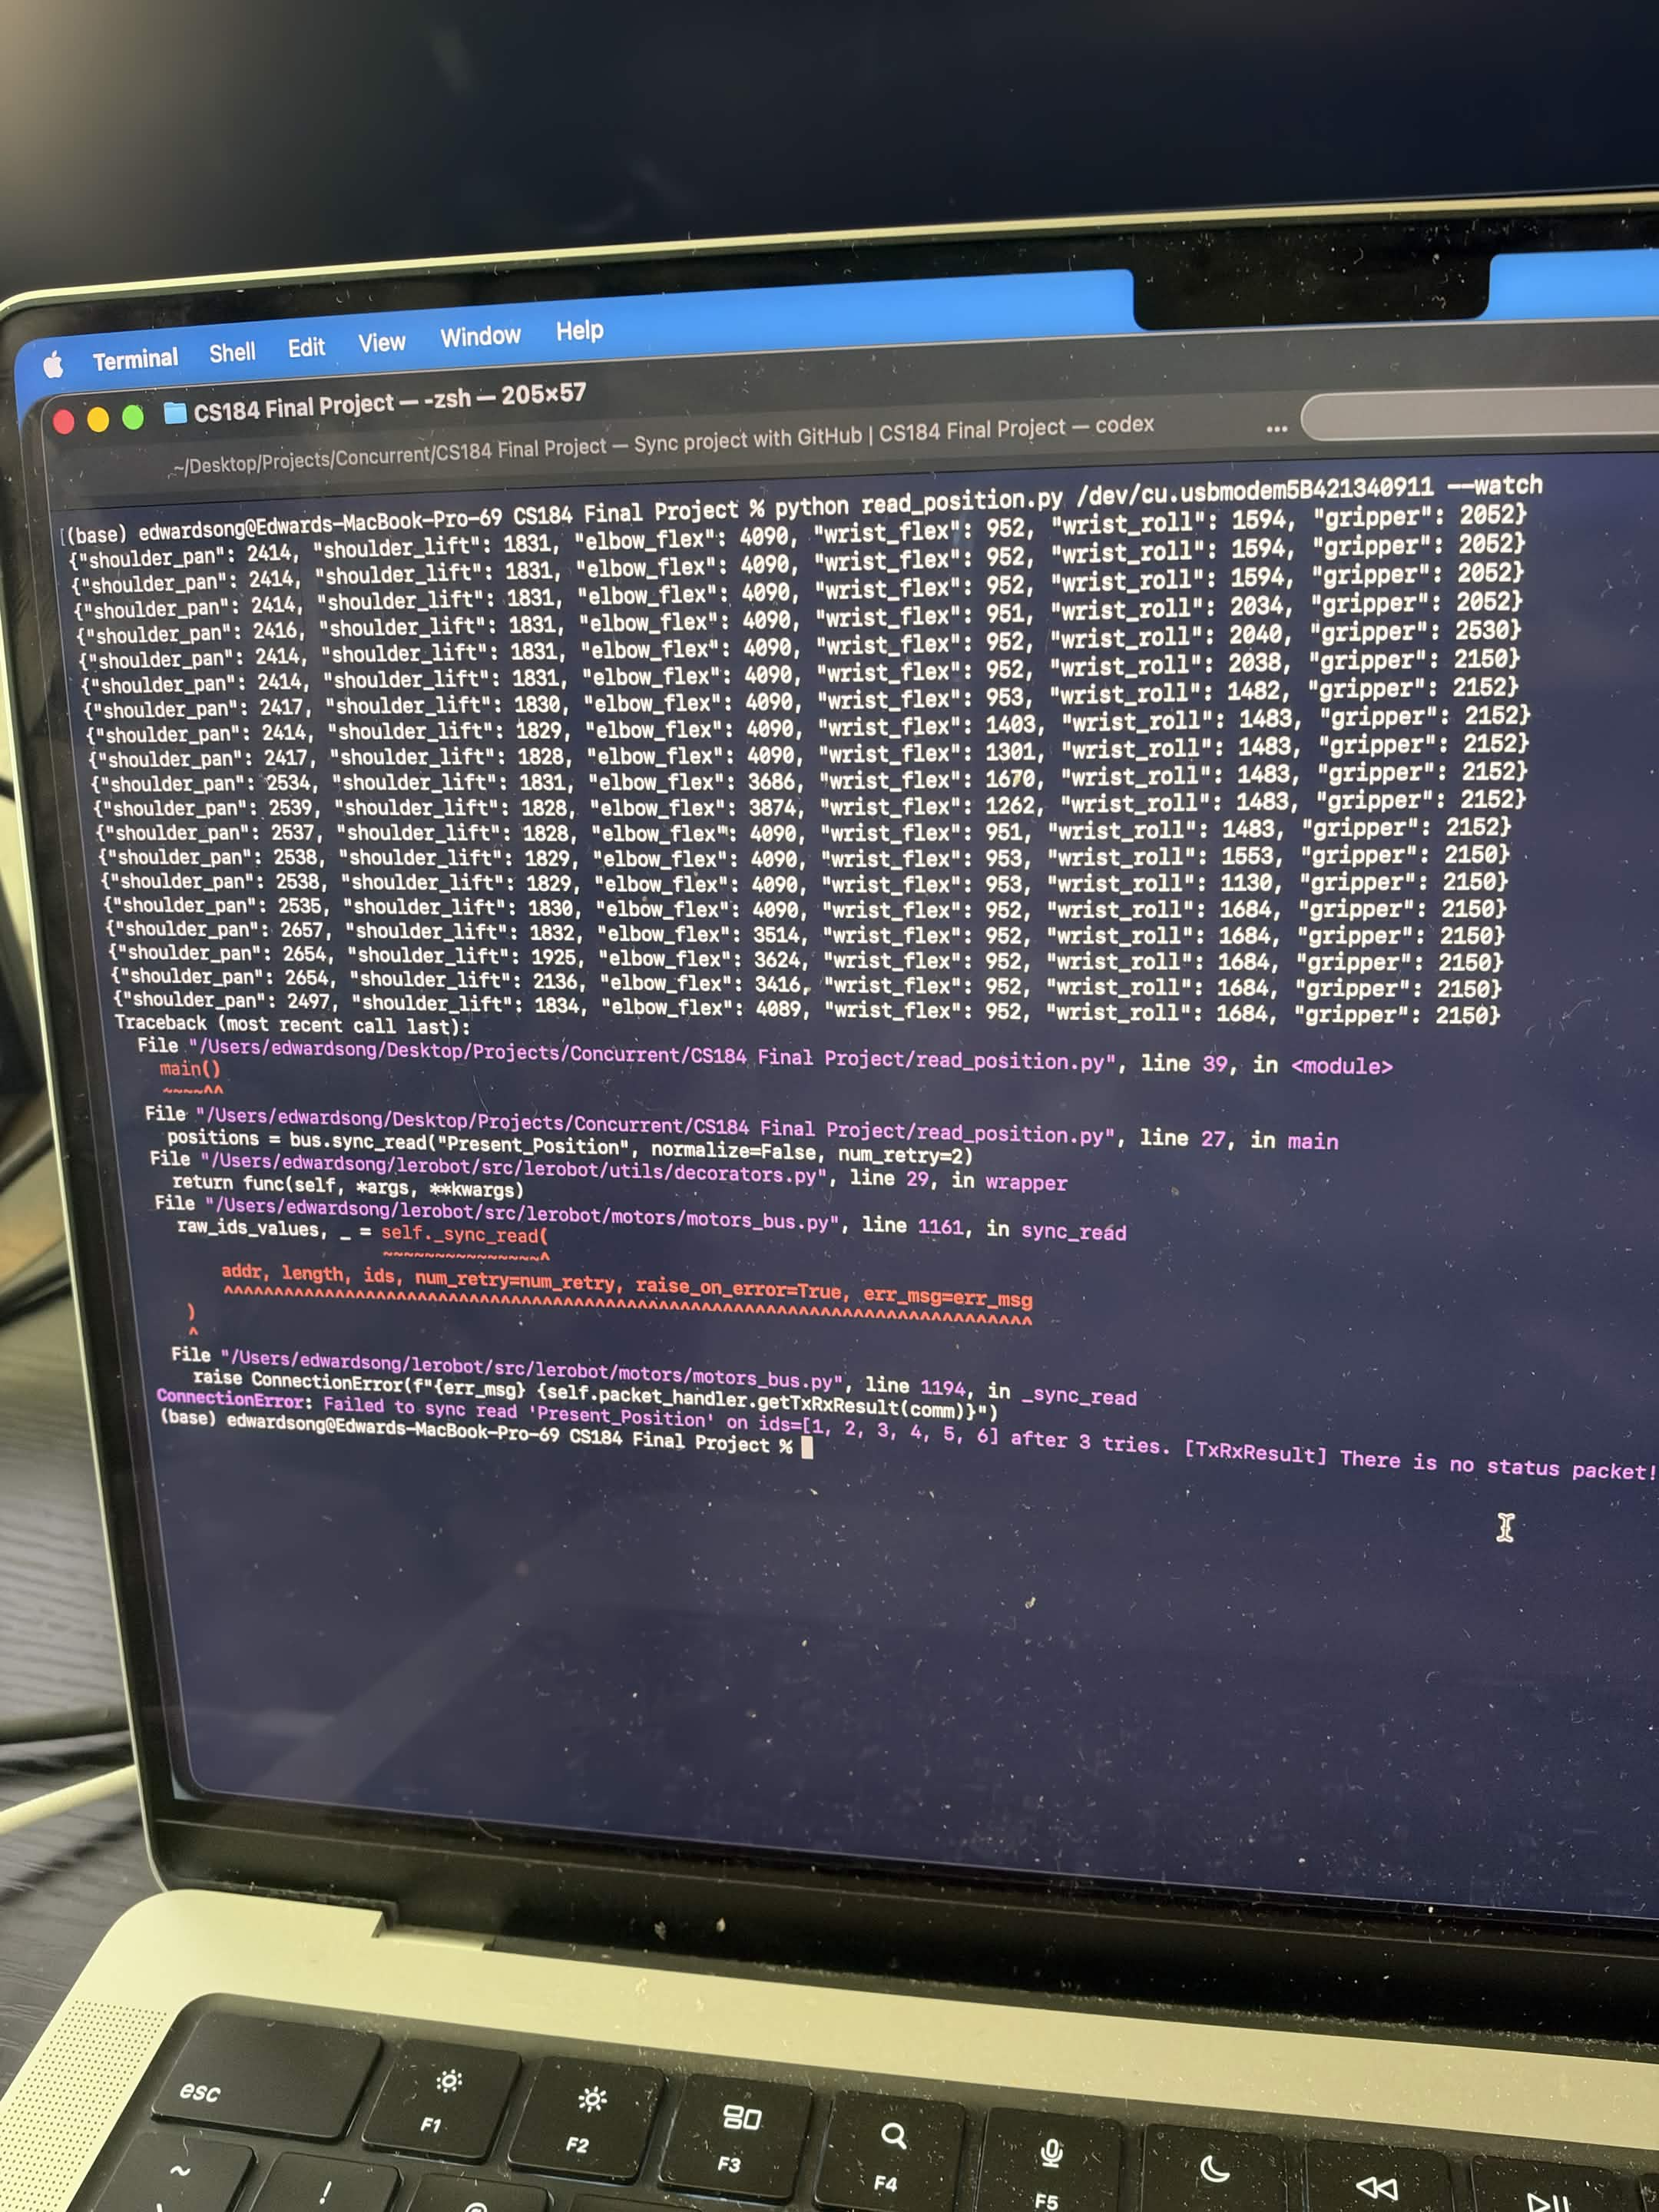 Terminal Shell Edit View Window Help
CS184 Final Project — -zsh — 205×57
~/Desktop/Projects/Concurrent/CS184 Final Project — Sync project with GitHub | CS184 Final Project — codex ...
[(base) edwardsong@Edwards-MacBook-Pro-69 CS184 Final Project % python read_position.py /dev/cu.usbmodem5B421340911 --watch
{"shoulder_pan": 2414, "shoulder_lift": 1831, "elbow_flex": 4090, "wrist_flex": 952, "wrist_roll": 1594, "gripper": 2052}
{"shoulder_pan": 2414, "shoulder_lift": 1831, "elbow_flex": 4090, "wrist_flex": 952, "wrist_roll": 1594, "gripper": 2052}
{"shoulder_pan": 2414, "shoulder_lift": 1831, "elbow_flex": 4090, "wrist_flex": 952, "wrist_roll": 1594, "gripper": 2052}
{"shoulder_pan": 2416, "shoulder_lift": 1831, "elbow_flex": 4090, "wrist_flex": 951, "wrist_roll": 2034, "gripper": 2052}
{"shoulder_pan": 2414, "shoulder_lift": 1831, "elbow_flex": 4090, "wrist_flex": 952, "wrist_roll": 2040, "gripper": 2530}
{"shoulder_pan": 2414, "shoulder_lift": 1831, "elbow_flex": 4090, "wrist_flex": 952, "wrist_roll": 2038, "gripper": 2150}
{"shoulder_pan": 2417, "shoulder_lift": 1830, "elbow_flex": 4090, "wrist_flex": 953, "wrist_roll": 1482, "gripper": 2152}
{"shoulder_pan": 2414, "shoulder_lift": 1829, "elbow_flex": 4090, "wrist_flex": 1403, "wrist_roll": 1483, "gripper": 2152}
{"shoulder_pan": 2417, "shoulder_lift": 1828, "elbow_flex": 4090, "wrist_flex": 1301, "wrist_roll": 1483, "gripper": 2152}
{"shoulder_pan": 2534, "shoulder_lift": 1831, "elbow_flex": 3686, "wrist_flex": 1670, "wrist_roll": 1483, "gripper": 2152}
{"shoulder_pan": 2539, "shoulder_lift": 1828, "elbow_flex": 3874, "wrist_flex": 1262, "wrist_roll": 1483, "gripper": 2152}
{"shoulder_pan": 2537, "shoulder_lift": 1828, "elbow_flex": 4090, "wrist_flex": 951, "wrist_roll": 1483, "gripper": 2152}
{"shoulder_pan": 2538, "shoulder_lift": 1829, "elbow_flex": 4090, "wrist_flex": 953, "wrist_roll": 1553, "gripper": 2150}
{"shoulder_pan": 2538, "shoulder_lift": 1829, "elbow_flex": 4090, "wrist_flex": 953, "wrist_roll": 1130, "gripper": 2150}
{"shoulder_pan": 2535, "shoulder_lift": 1830, "elbow_flex": 4090, "wrist_flex": 952, "wrist_roll": 1684, "gripper": 2150}
{"shoulder_pan": 2657, "shoulder_lift": 1832, "elbow_flex": 3514, "wrist_flex": 952, "wrist_roll": 1684, "gripper": 2150}
{"shoulder_pan": 2654, "shoulder_lift": 1925, "elbow_flex": 3624, "wrist_flex": 952, "wrist_roll": 1684, "gripper": 2150}
{"shoulder_pan": 2654, "shoulder_lift": 2136, "elbow_flex": 3416, "wrist_flex": 952, "wrist_roll": 1684, "gripper": 2150}
{"shoulder_pan": 2497, "shoulder_lift": 1834, "elbow_flex": 4089, "wrist_flex": 952, "wrist_roll": 1684, "gripper": 2150}
Traceback (most recent call last):
File "/Users/edwardsong/Desktop/Projects/Concurrent/CS184 Final Project/read_position.py", line 39, in <module>
main()
~~~~^^
File "/Users/edwardsong/Desktop/Projects/Concurrent/CS184 Final Project/read_position.py", line 27, in main
positions = bus.sync_read("Present_Position", normalize=False, num_retry=2)
File "/Users/edwardsong/lerobot/src/lerobot/utils/decorators.py", line 29, in wrapper
return func(self, *args, **kwargs)
File "/Users/edwardsong/lerobot/src/lerobot/motors/motors_bus.py", line 1161, in sync_read
raw_ids_values, _ = self._sync_read(
~~~~~~~~~~~~~~~^
addr, length, ids, num_retry=num_retry, raise_on_error=True, err_msg=err_msg
^^^^^^^^^^^^^^^^^^^^^^^^^^^^^^^^^^^^^^^^^^^^^^^^^^^^^^^^^^^^^^^^^^^^^^^^^^^^
)
^
File "/Users/edwardsong/lerobot/src/lerobot/motors/motors_bus.py", line 1194, in _sync_read
raise ConnectionError(f"{err_msg} {self.packet_handler.getTxRxResult(comm)}")
ConnectionError: Failed to sync read 'Present_Position' on ids=[1, 2, 3, 4, 5, 6] after 3 tries. [TxRxResult] There is no status packet!
(base) edwardsong@Edwards-MacBook-Pro-69 CS184 Final Project %
esc
F1
F2
F3
F4
F5
~
!